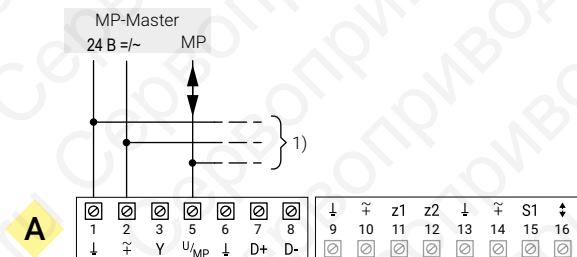 MP-Master
24 В =/~ MP
1)
A
1 2 3 5 6 7 8
⏚ ≂ Y U/MP ⏚ D+ D-
⏚ ≂ z1 z2 ⏚ ≂ S1 ↕
9 10 11 12 13 14 15 16
Сервопривод